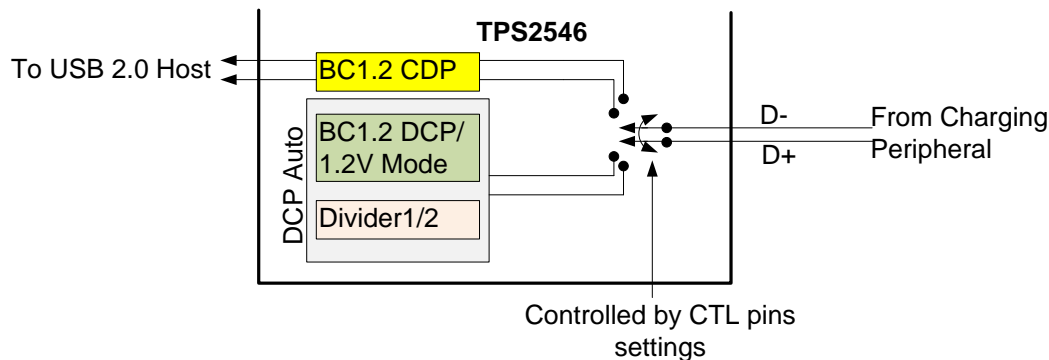 TPS2546
To USB 2.0 Host
BC1.2 CDP
DCP Auto
BC1.2 DCP/
1.2V Mode
Divider1/2
D-
D+
From Charging
Peripheral
Controlled by CTL pins
settings